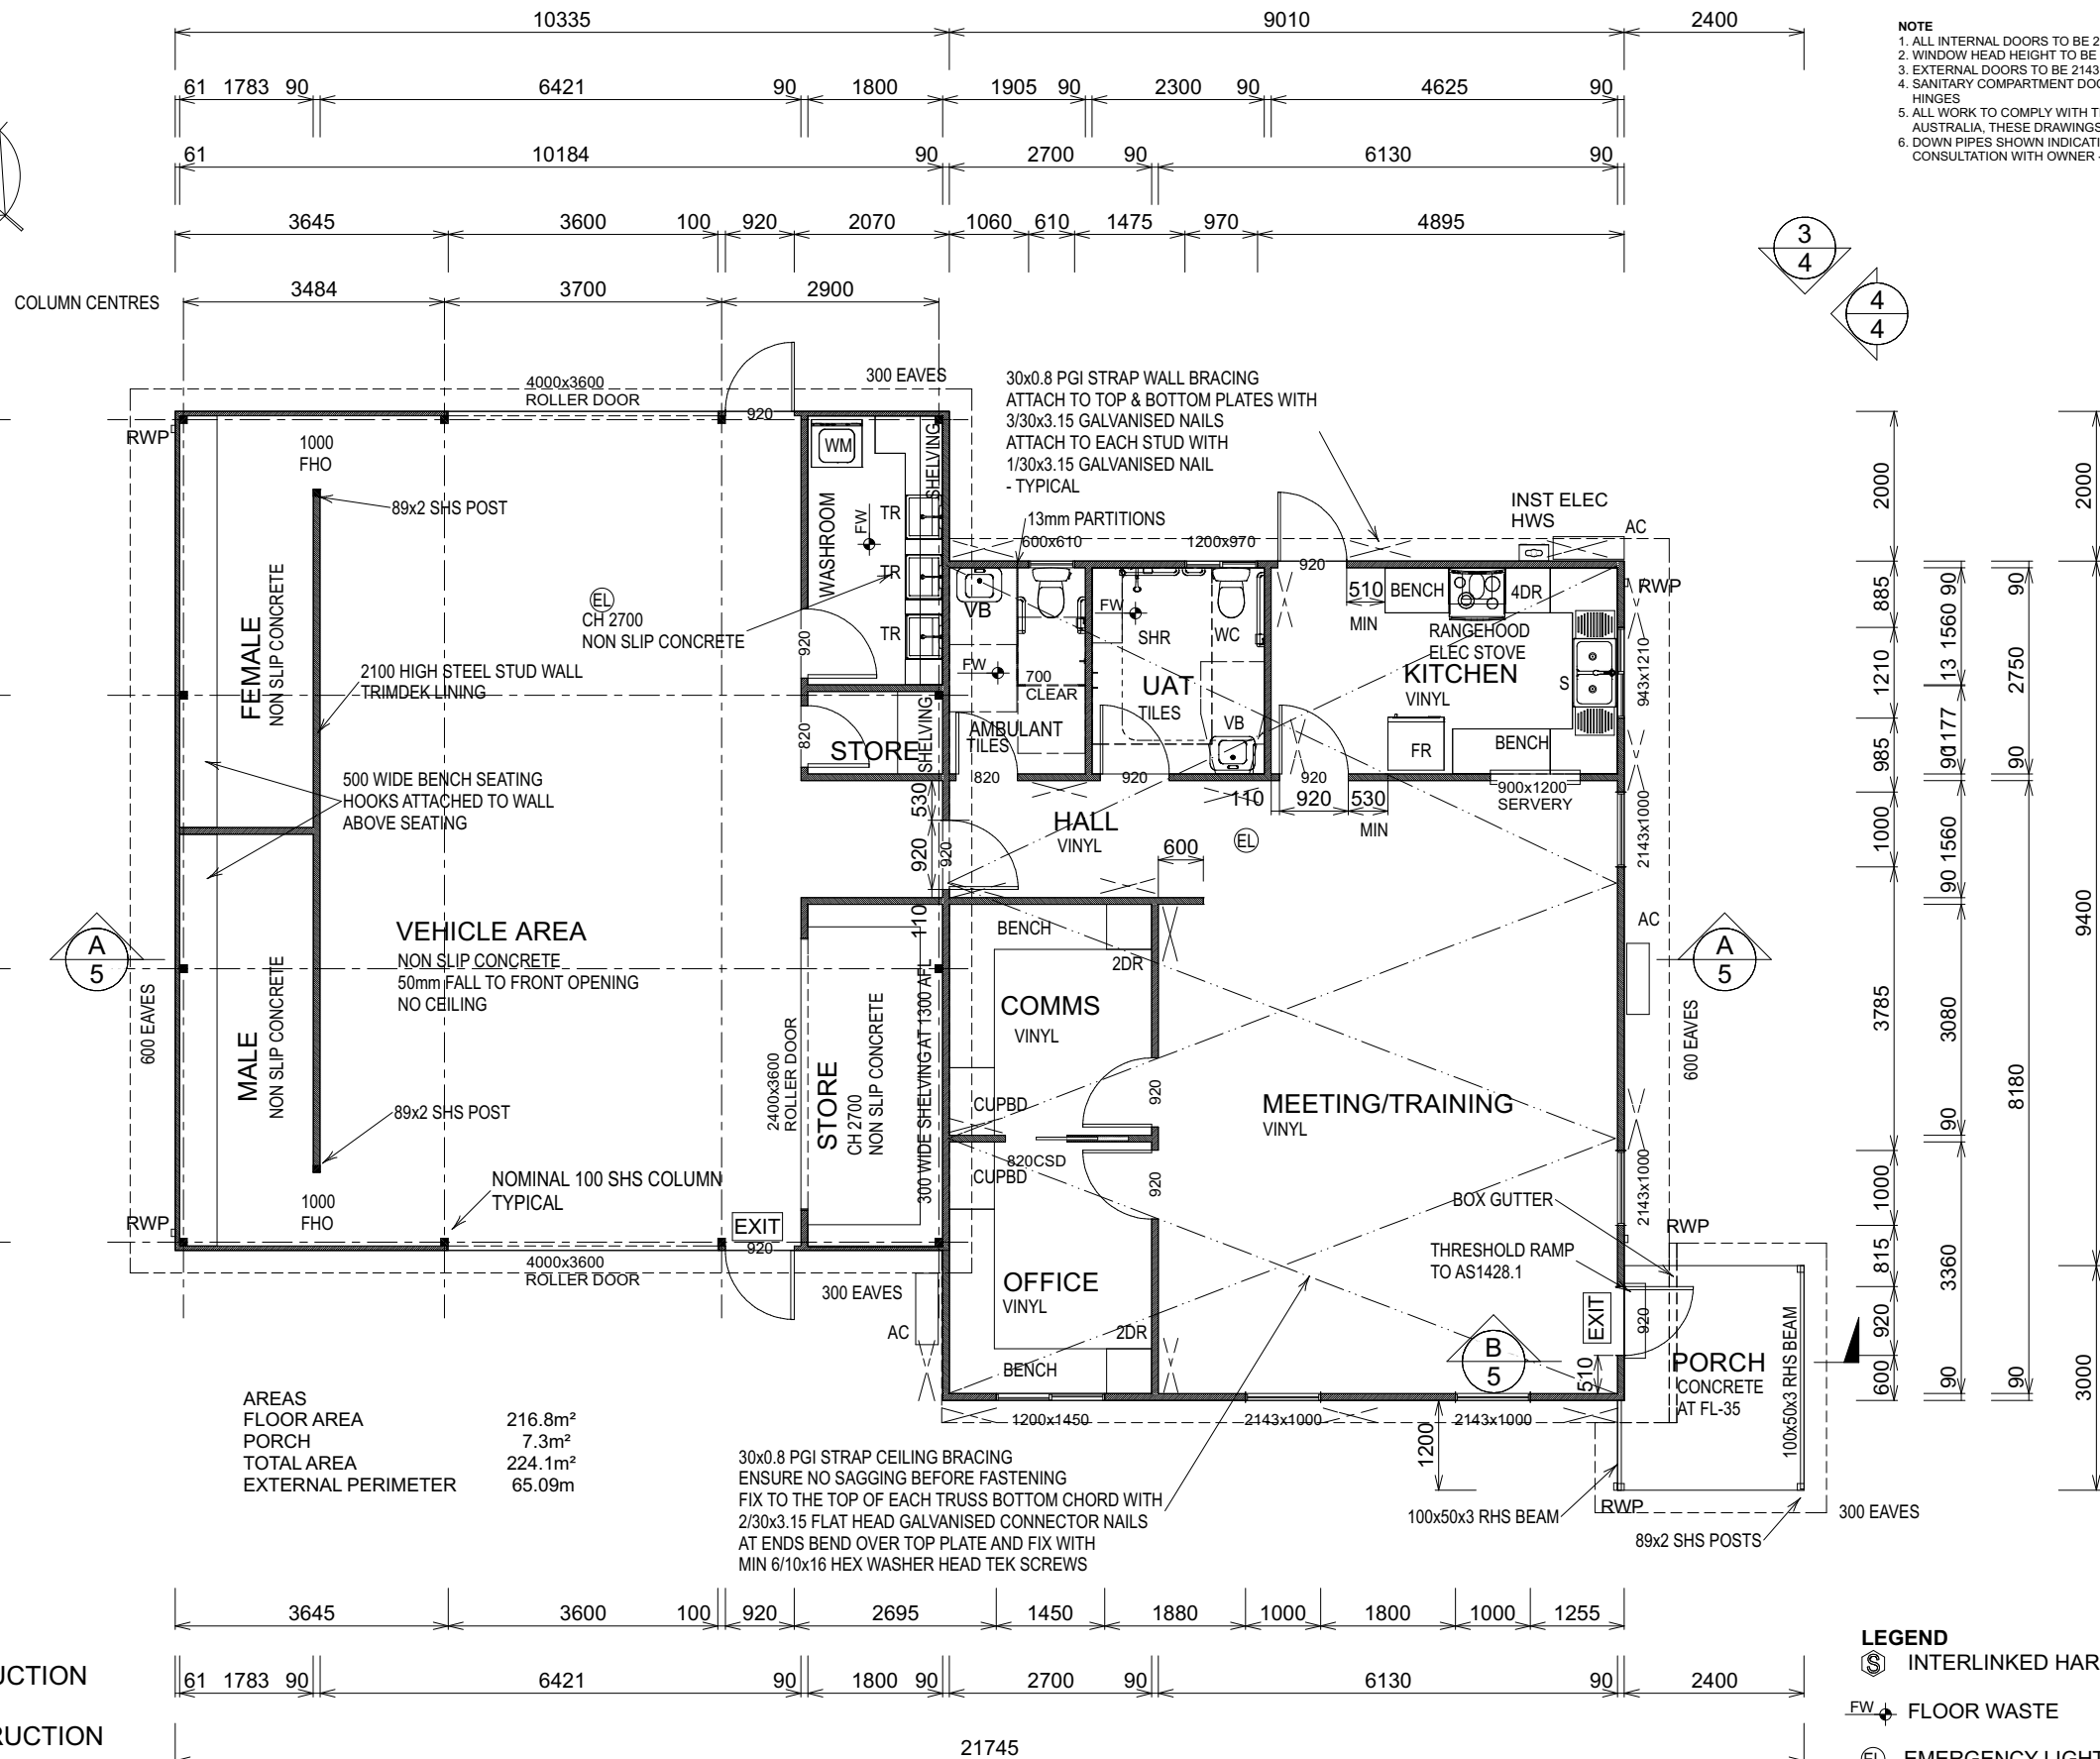 10335
9010
2400
61 1783 90 6421 90 1800 1905 90 2300 90 4625 90
61 10184 90 2700 90 6130 90
3645 3600 100 920 2070 1060 610 1475 970 4895
COLUMN CENTRES
3484 3700 2900
NOTE
1. ALL INTERNAL DOORS TO BE 2
2. WINDOW HEAD HEIGHT TO BE
3. EXTERNAL DOORS TO BE 2143
4. SANITARY COMPARTMENT DOO
HINGES
5. ALL WORK TO COMPLY WITH T
AUSTRALIA, THESE DRAWINGS
6. DOWN PIPES SHOWN INDICATI
CONSULTATION WITH OWNER
3
4
4
4
4000x3600
ROLLER DOOR
920
300 EAVES
30x0.8 PGI STRAP WALL BRACING
ATTACH TO TOP & BOTTOM PLATES WITH
3/30x3.15 GALVANISED NAILS
ATTACH TO EACH STUD WITH
1/30x3.15 GALVANISED NAIL
- TYPICAL
RWP
1000
FHO
89x2 SHS POST
WM
SHELVING
WASHROOM
FW
TR
TR
TR
13mm PARTITIONS
600x610
1200x970
920
INST ELEC
HWS
AC
RWP
FEMALE
NON SLIP CONCRETE
EL
CH 2700
NON SLIP CONCRETE
920
2100 HIGH STEEL STUD WALL
TRIMDEK LINING
VB
FW
700
CLEAR
AMBULANT
TILES
820
FW
SHR
WC
UAT
TILES
VB
920
510
MIN
BENCH
4DR
RANGEHOOD
ELEC STOVE
KITCHEN
VINYL
S
943x1210
FR
BENCH
920
900x1200
SERVERY
820
STORE
SHELVING
500 WIDE BENCH SEATING
HOOKS ATTACHED TO WALL
ABOVE SEATING
530
920
920
110
HALL
VINYL
EL
110 920 530
MIN
600
2143x1000
A
5
600 EAVES
VEHICLE AREA
NON SLIP CONCRETE
50mm FALL TO FRONT OPENING
NO CEILING
MALE
NON SLIP CONCRETE
89x2 SHS POST
2400x3600
ROLLER DOOR
STORE
CH 2700
NON SLIP CONCRETE
300 WIDE SHELVING AT 1300 AFL
BENCH
2DR
COMMS
VINYL
CUPBD
920
820CSD
CUPBD
920
MEETING/TRAINING
VINYL
AC
A
5
600 EAVES
2143x1000
NOMINAL 100 SHS COLUMN
TYPICAL
RWP
1000
FHO
EXIT
920
4000x3600
ROLLER DOOR
300 EAVES
AC
OFFICE
VINYL
2DR
BENCH
BOX GUTTER
THRESHOLD RAMP
TO AS1428.1
RWP
EXIT
920
510
B
5
PORCH
CONCRETE
AT FL-35
100x50x3 RHS BEAM
1200x1450
2143x1000
2143x1000
1200
100x50x3 RHS BEAM
RWP
300 EAVES
89x2 SHS POSTS
2000
885
1210
985
1000
3785
1000
815
920
600
90
1560
113
1177
90
1560
90
3080
90
3360
90
90
2750
90
8180
90
2000
9400
3000
AREAS
FLOOR AREA 216.8m²
PORCH 7.3m²
TOTAL AREA 224.1m²
EXTERNAL PERIMETER 65.09m
30x0.8 PGI STRAP CEILING BRACING
ENSURE NO SAGGING BEFORE FASTENING
FIX TO THE TOP OF EACH TRUSS BOTTOM CHORD WITH
2/30x3.15 FLAT HEAD GALVANISED CONNECTOR NAILS
AT ENDS BEND OVER TOP PLATE AND FIX WITH
MIN 6/10x16 HEX WASHER HEAD TEK SCREWS
3645 3600 100 920 2695 1450 1880 1000 1800 1000 1255
61 1783 90 6421 90 1800 90 2700 90 6130 90 2400
21745
UCTION
RUCTION
LEGEND
S INTERLINKED HAR
FW FLOOR WASTE
EL EMERGENCY LIGHT